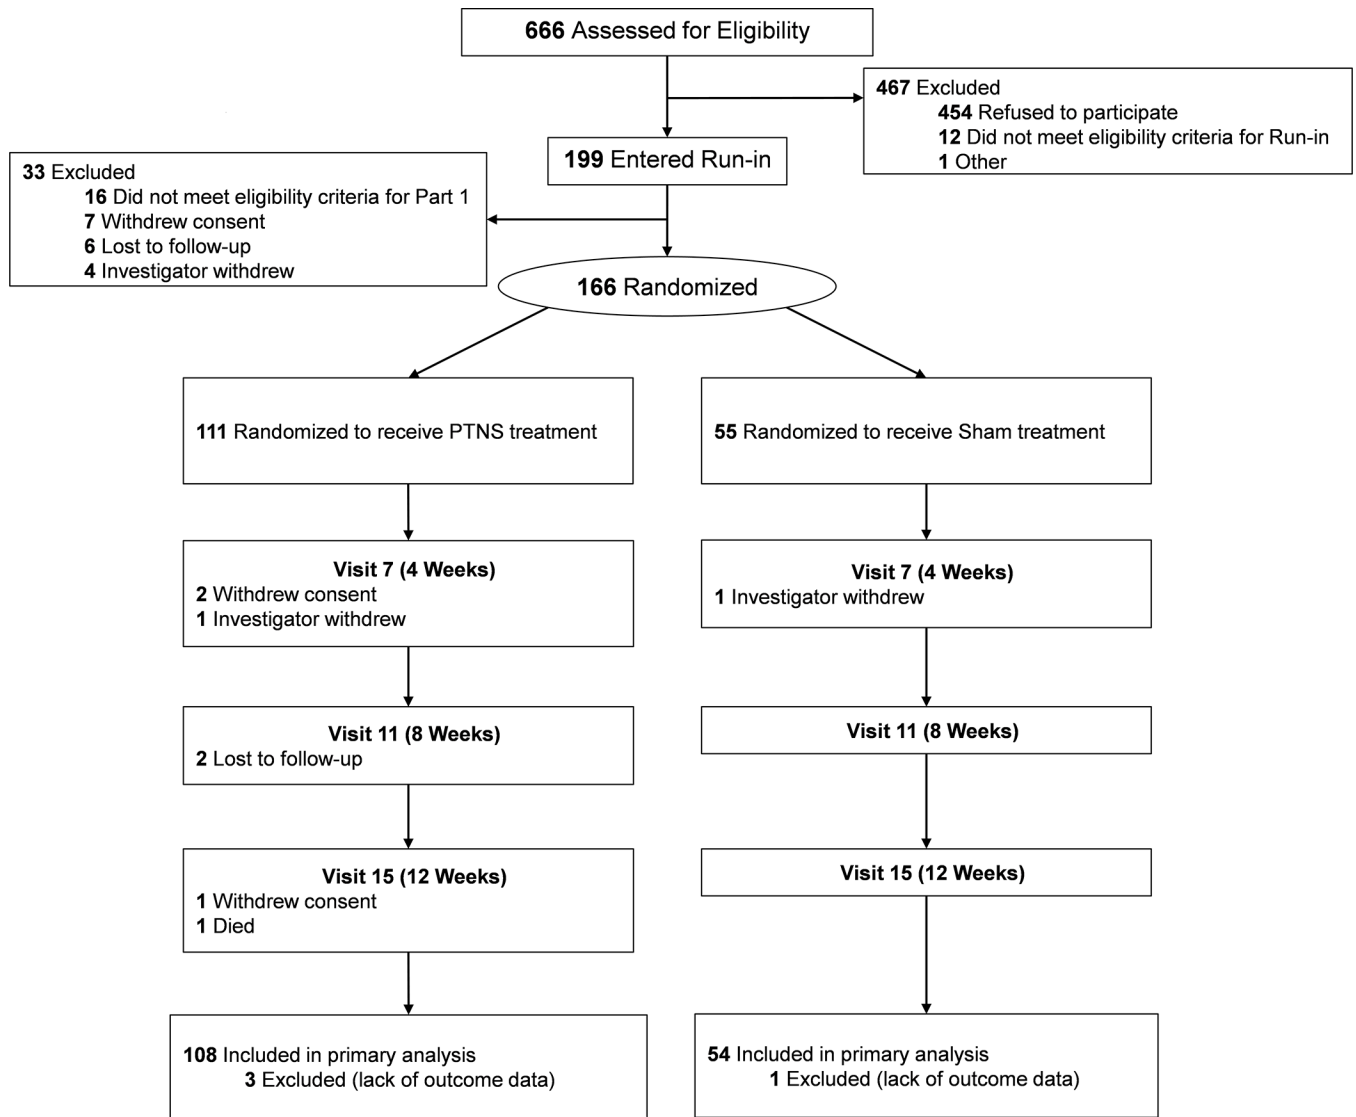 666 Assessed for Eligibility
467 Excluded
454 Refused to participate
12 Did not meet eligibility criteria for Run-in
1 Other
199 Entered Run-in
33 Excluded
16 Did not meet eligibility criteria for Part 1
7 Withdrew consent
6 Lost to follow-up
4 Investigator withdrew
166 Randomized
111 Randomized to receive PTNS treatment
55 Randomized to receive Sham treatment
Visit 7 (4 Weeks)
2 Withdrew consent
1 Investigator withdrew
Visit 7 (4 Weeks)
1 Investigator withdrew
Visit 11 (8 Weeks)
2 Lost to follow-up
Visit 11 (8 Weeks)
Visit 15 (12 Weeks)
1 Withdrew consent
1 Died
Visit 15 (12 Weeks)
108 Included in primary analysis
3 Excluded (lack of outcome data)
54 Included in primary analysis
1 Excluded (lack of outcome data)